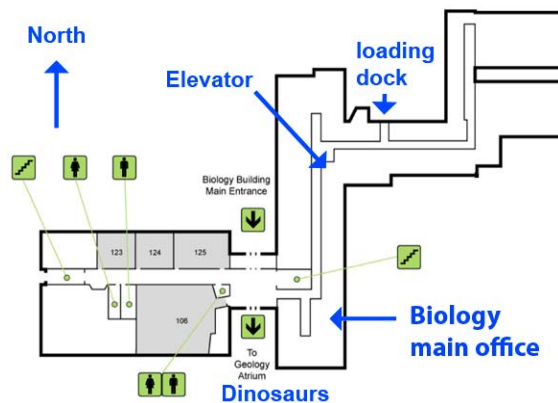 North
loading
dock
Elevator
Biology Building
Main Entrance
123
124
125
106
To
Geology
Atrium
Dinosaurs
Biology
main office